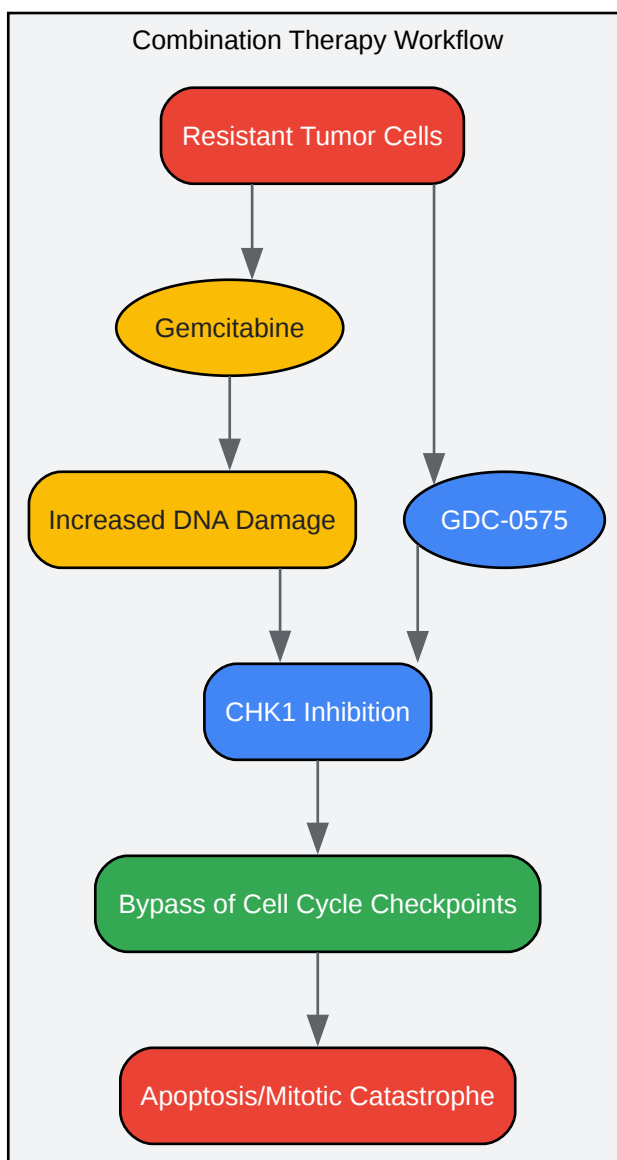 Combination Therapy Workflow
Resistant Tumor Cells
Gemcitabine
Increased DNA Damage
GDC-0575
CHK1 Inhibition
Bypass of Cell Cycle Checkpoints
Apoptosis/Mitotic Catastrophe